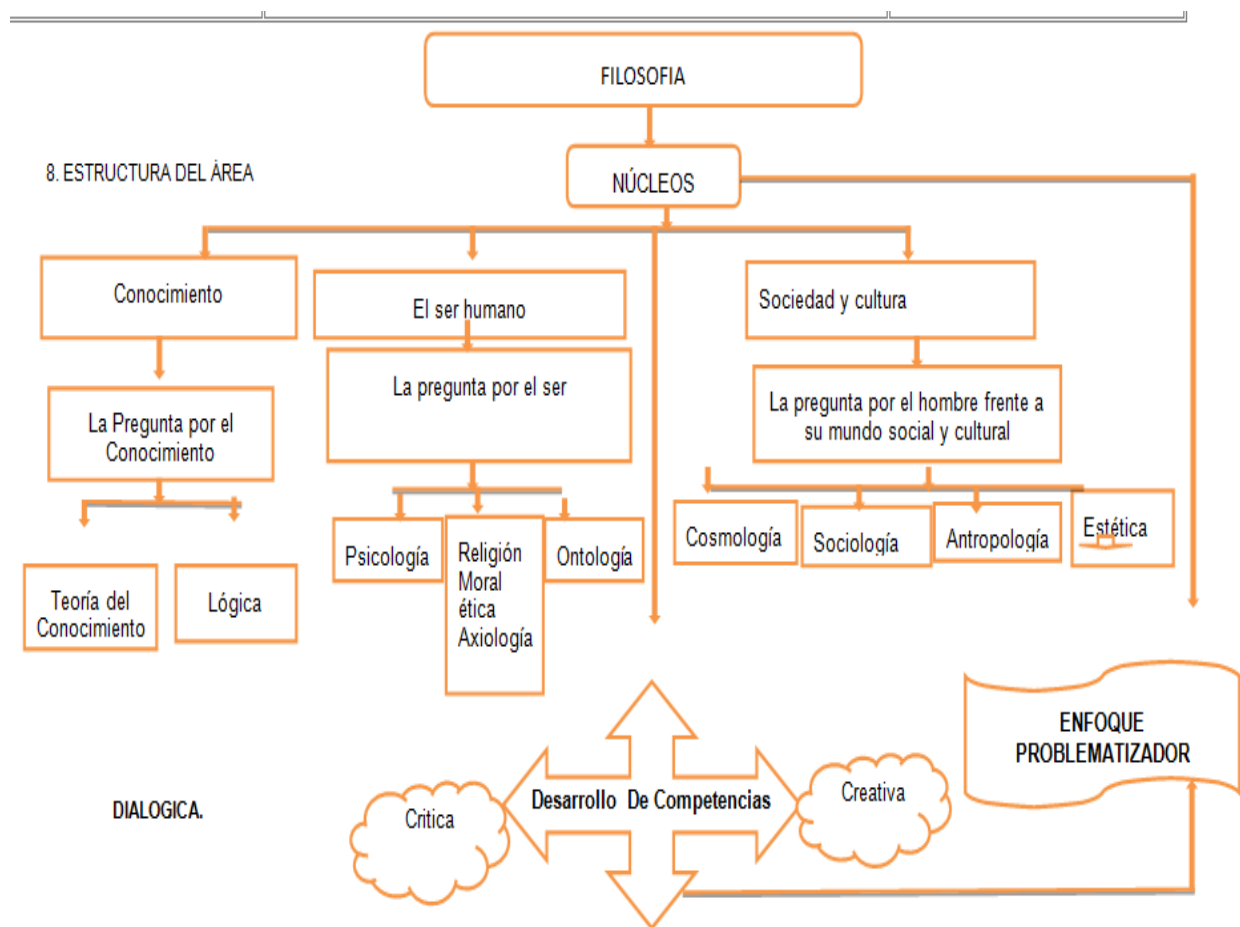 FILOSOFIA
8. ESTRUCTURA DEL ÁREA
NÚCLEOS
Conocimiento
El ser humano
Sociedad y cultura
La Pregunta por el
Conocimiento
La pregunta por el ser
La pregunta por el hombre frente a
su mundo social y cultural
Teoría del
Conocimiento
Lógica
Psicología
Religión
Moral
ética
Axiología
Ontología
Cosmología
Sociología
Antropología
Estética
ENFOQUE
PROBLEMATIZADOR
DIALOGICA.
Critica
Desarrollo De Competencias
Creativa